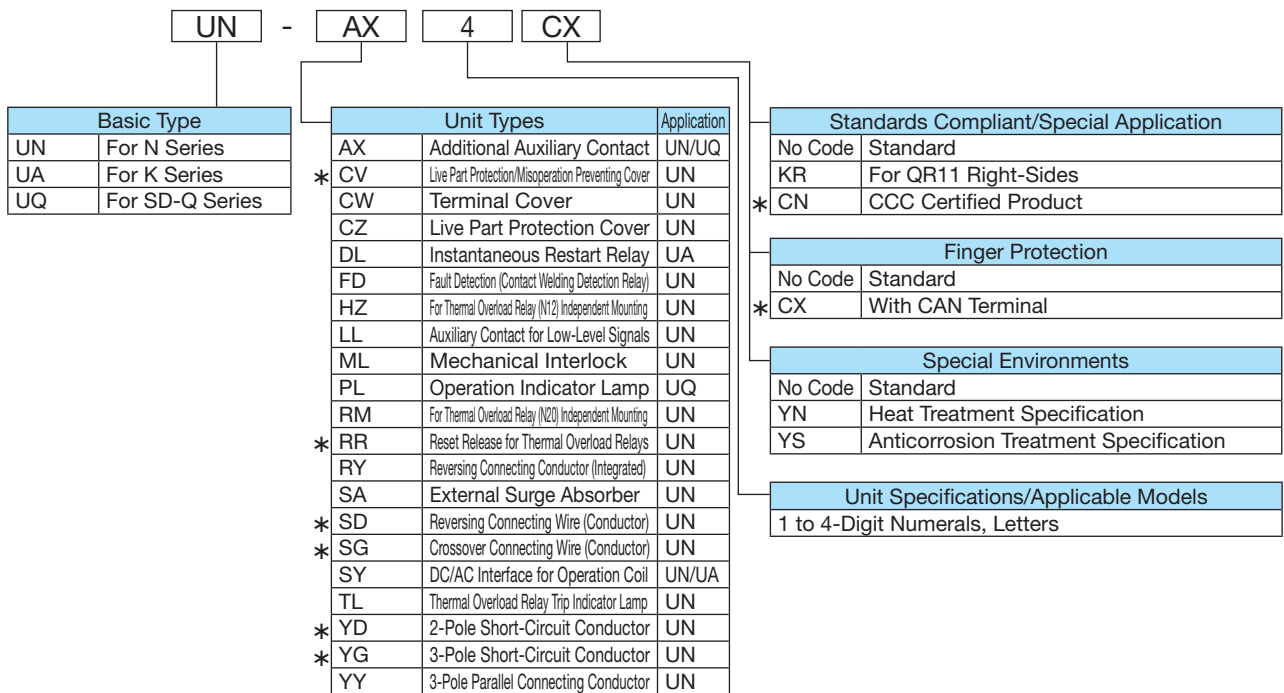 UN - AX 4 CX
Basic Type
UN For N Series
UA For K Series
UQ For SD-Q Series
Unit Types Application
AX Additional Auxiliary Contact UN/UQ
* CV Live Part Protection/Misoperation Preventing Cover UN
CW Terminal Cover UN
CZ Live Part Protection Cover UN
DL Instantaneous Restart Relay UA
FD Fault Detection (Contact Welding Detection Relay) UN
HZ For Thermal Overload Relay (N12) Independent Mounting UN
LL Auxiliary Contact for Low-Level Signals UN
ML Mechanical Interlock UN
PL Operation Indicator Lamp UQ
RM For Thermal Overload Relay (N20) Independent Mounting UN
* RR Reset Release for Thermal Overload Relays UN
RY Reversing Connecting Conductor (Integrated) UN
SA External Surge Absorber UN
* SD Reversing Connecting Wire (Conductor) UN
* SG Crossover Connecting Wire (Conductor) UN
SY DC/AC Interface for Operation Coil UN/UA
TL Thermal Overload Relay Trip Indicator Lamp UN
* YD 2-Pole Short-Circuit Conductor UN
* YG 3-Pole Short-Circuit Conductor UN
YY 3-Pole Parallel Connecting Conductor UN
Standards Compliant/Special Application
No Code Standard
KR For QR11 Right-Sides
* CN CCC Certified Product
Finger Protection
No Code Standard
* CX With CAN Terminal
Special Environments
No Code Standard
YN Heat Treatment Specification
YS Anticorrosion Treatment Specification
Unit Specifications/Applicable Models
1 to 4-Digit Numerals, Letters